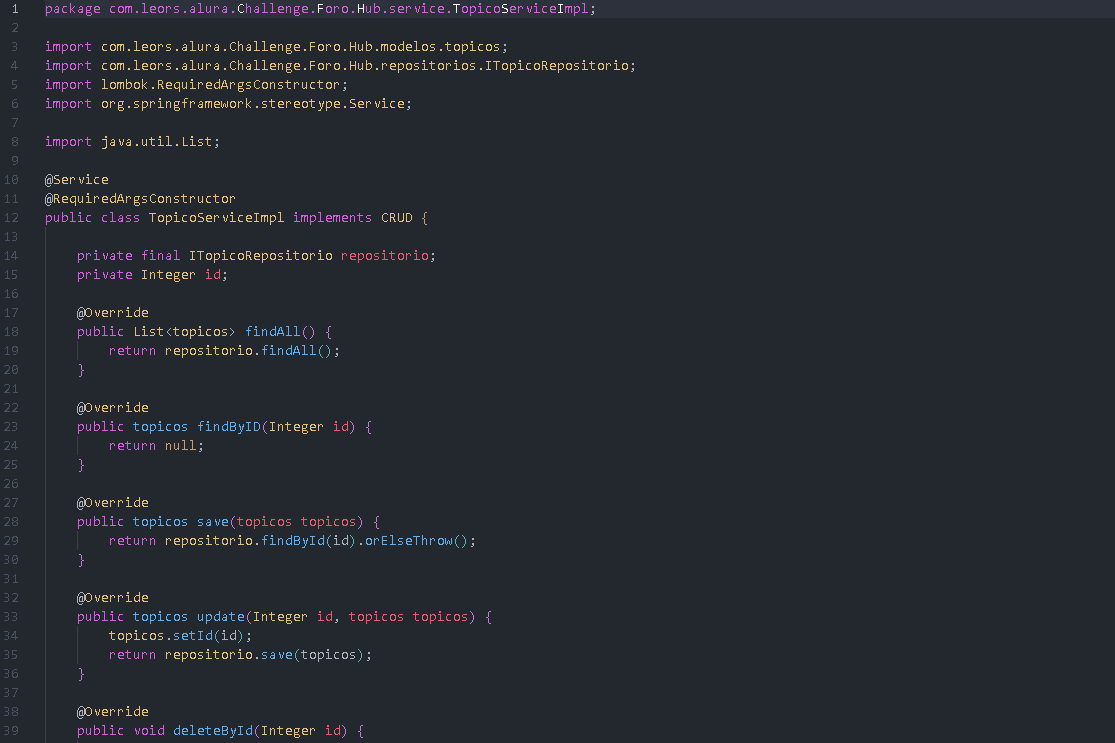 1 package com.leors.alura.Challenge.Foro.Hub.service.TopicoServiceImpl;
2
3 import com.leors.alura.Challenge.Foro.Hub.modelos.topicos;
4 import com.leors.alura.Challenge.Foro.Hub.repositorios.ITopicoRepositorio;
5 import lombok.RequiredArgsConstructor;
6 import org.springframework.stereotype.Service;
7
8 import java.util.List;
9
10 @Service
11 @RequiredArgsConstructor
12 public class TopicoServiceImpl implements CRUD {
13
14     private final ITopicoRepositorio repositorio;
15     private Integer id;
16
17     @Override
18     public List<topicos> findAll() {
19         return repositorio.findAll();
20     }
21
22     @Override
23     public topicos findByID(Integer id) {
24         return null;
25     }
26
27     @Override
28     public topicos save(topicos topicos) {
29         return repositorio.findById(id).orElseThrow();
30     }
31
32     @Override
33     public topicos update(Integer id, topicos topicos) {
34         topicos.setId(id);
35         return repositorio.save(topicos);
36     }
37
38     @Override
39     public void deleteById(Integer id) {